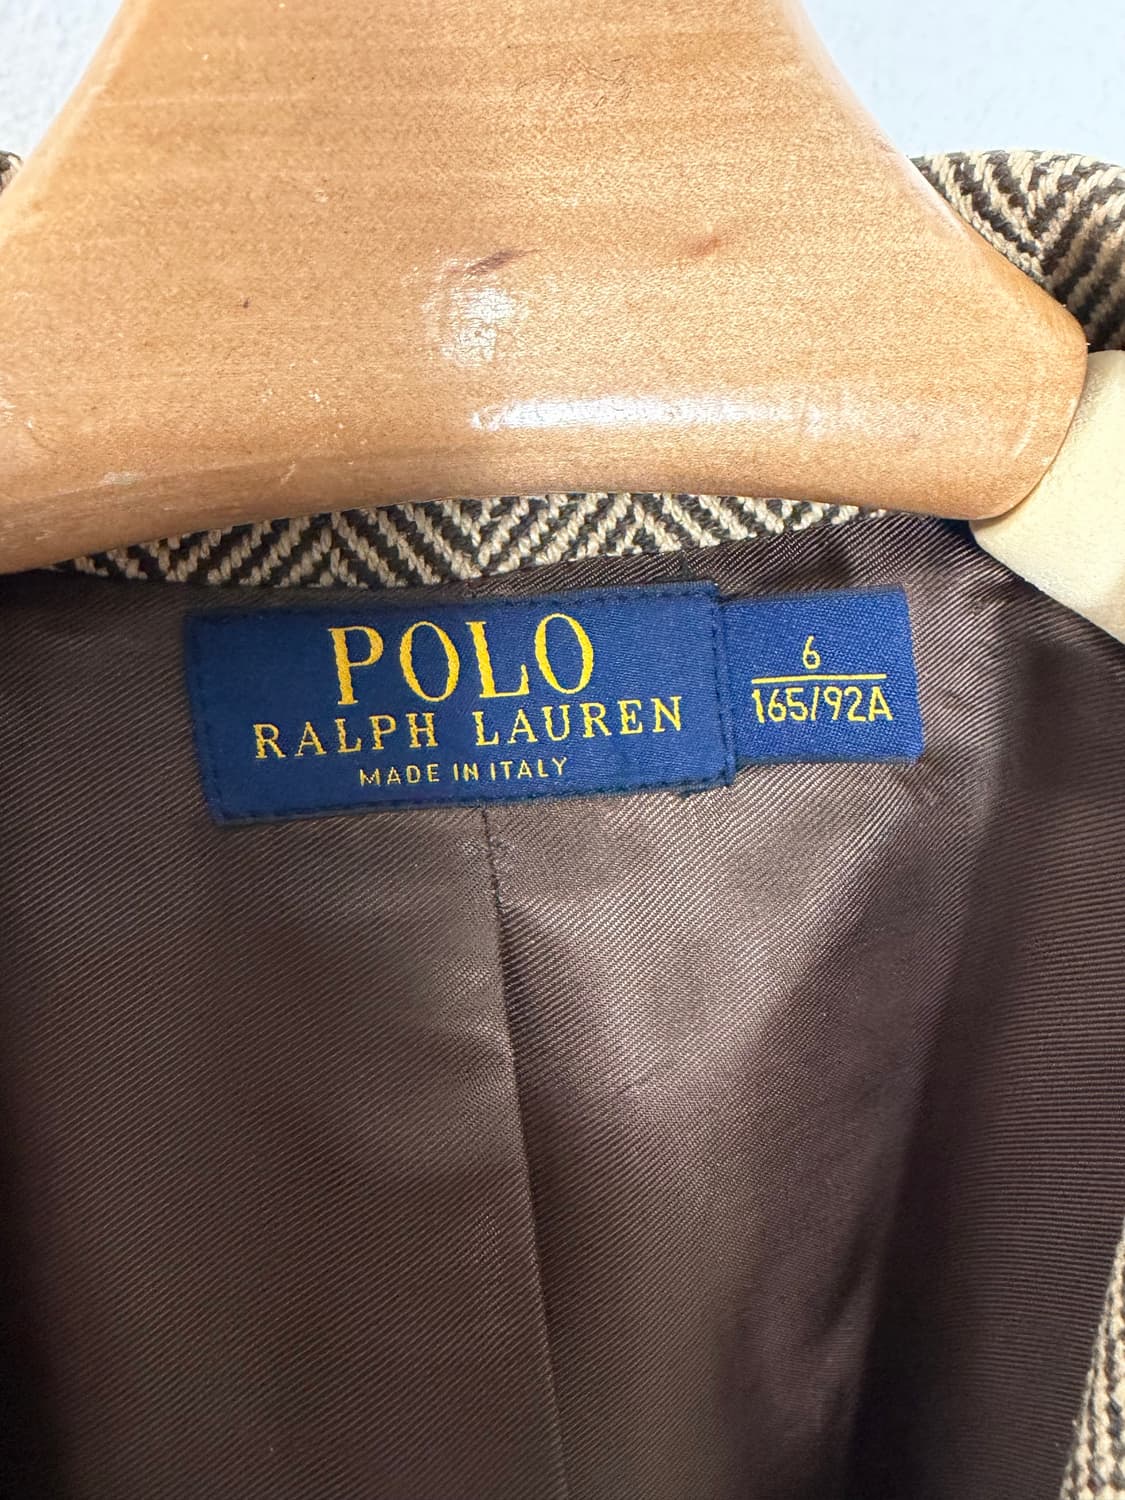 POLO
RALPH LAUREN
MADE IN ITALY
6
165/92A